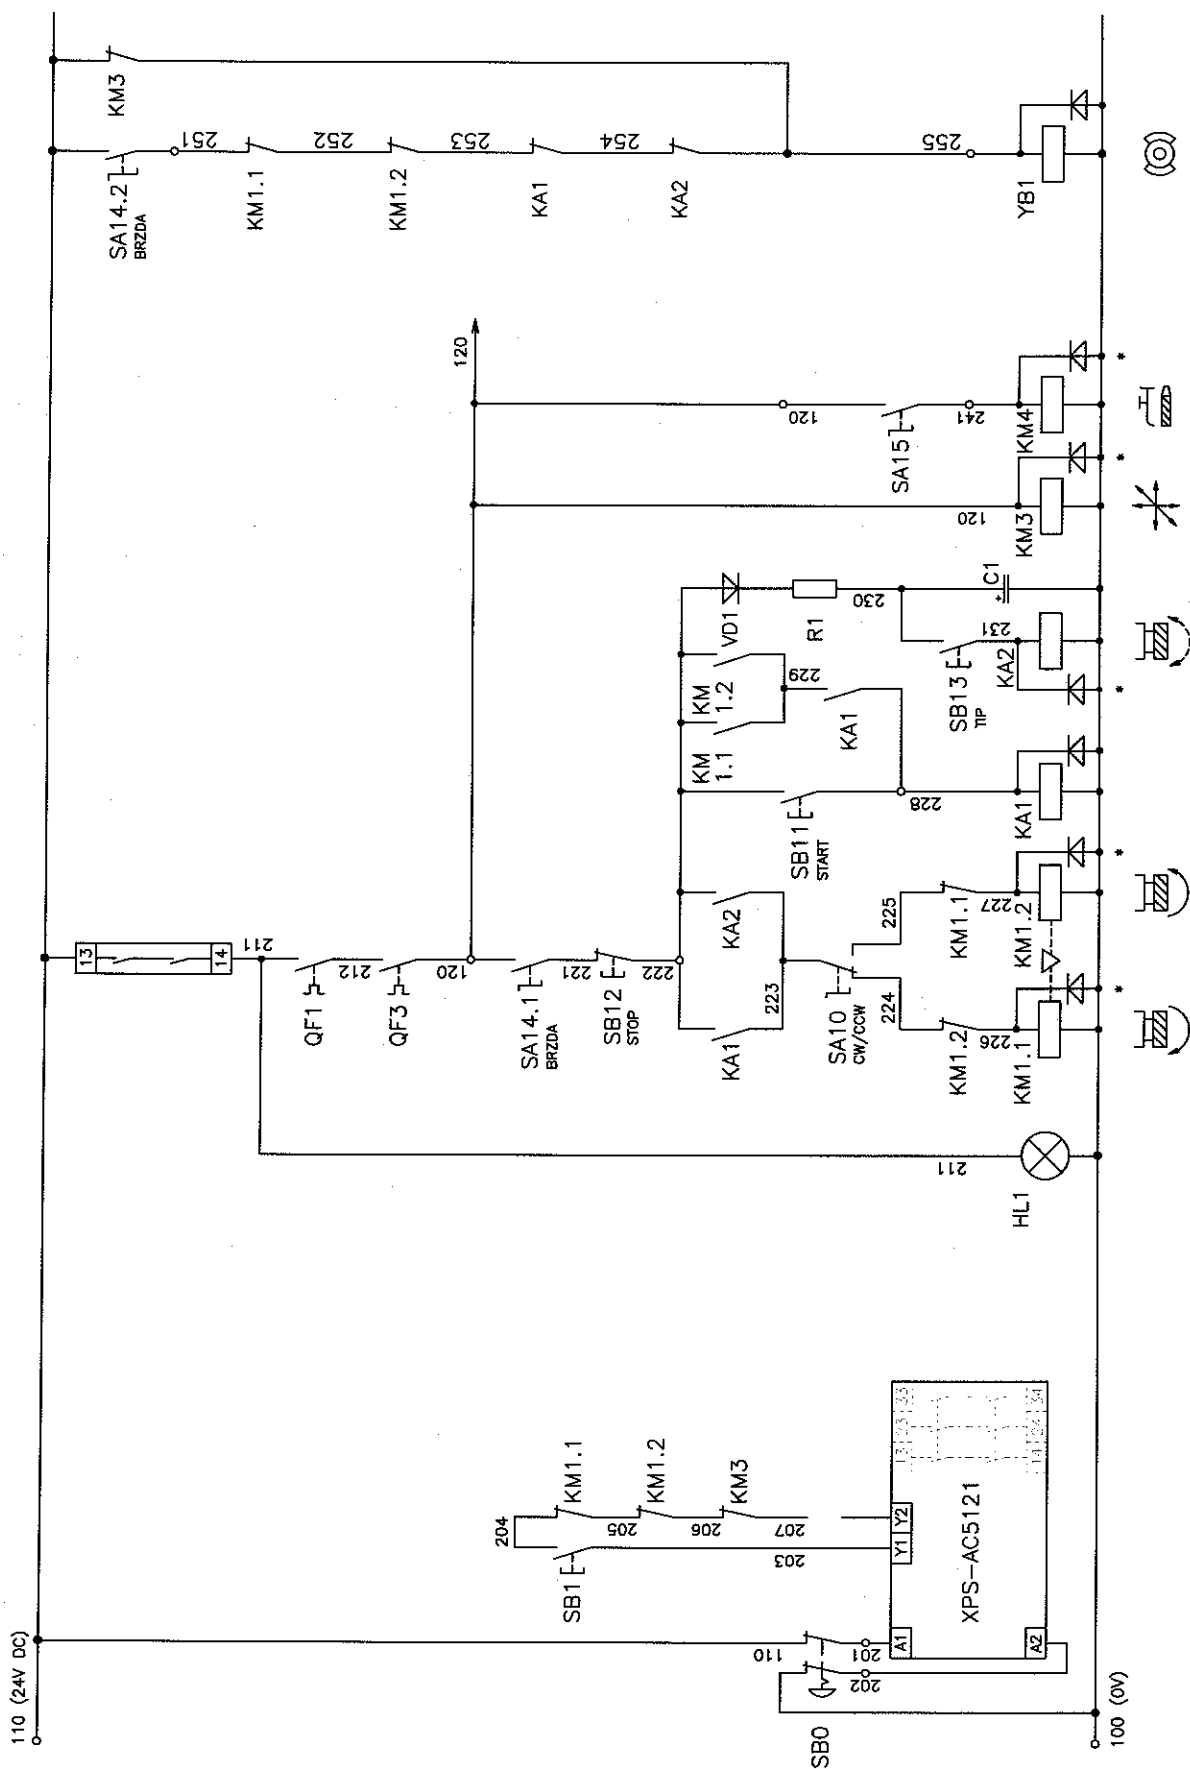 110 (24V DC)
100 (0V)
SB0
110
201
202
A1
A2
XPS-AC5121
Y1
Y2
13 23 33
14 24 34
SB1
203
204
KM1.1
205
KM1.2
206
KM3
207
HL1
211
13
14
211
QF1
212
QF3
120
SA14.1
BRZDA
221
SB12
STOP
222
KA1
KA2
223
SA10
CW/CCW
224
225
KM1.2
226
KM1.1
KM1.1
227
KM1.2
*
*
SB11
START
228
KA1
KM
1.1
KM
1.2
229
KA1
VD1
R1
230
C1
SB13
TIP
231
KA2
*
120
120
KM3
*
120
SA15
241
KM4
*
KM3
SA14.2
BRZDA
251
KM1.1
252
KM1.2
253
KA1
254
KA2
255
YB1